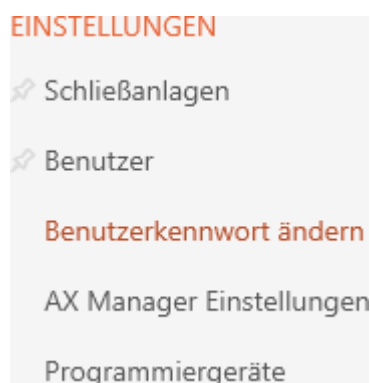 EINSTELLUNGEN
Schließanlagen
Benutzer
Benutzerkennwort ändern
AX Manager Einstellungen
Programmiergeräte